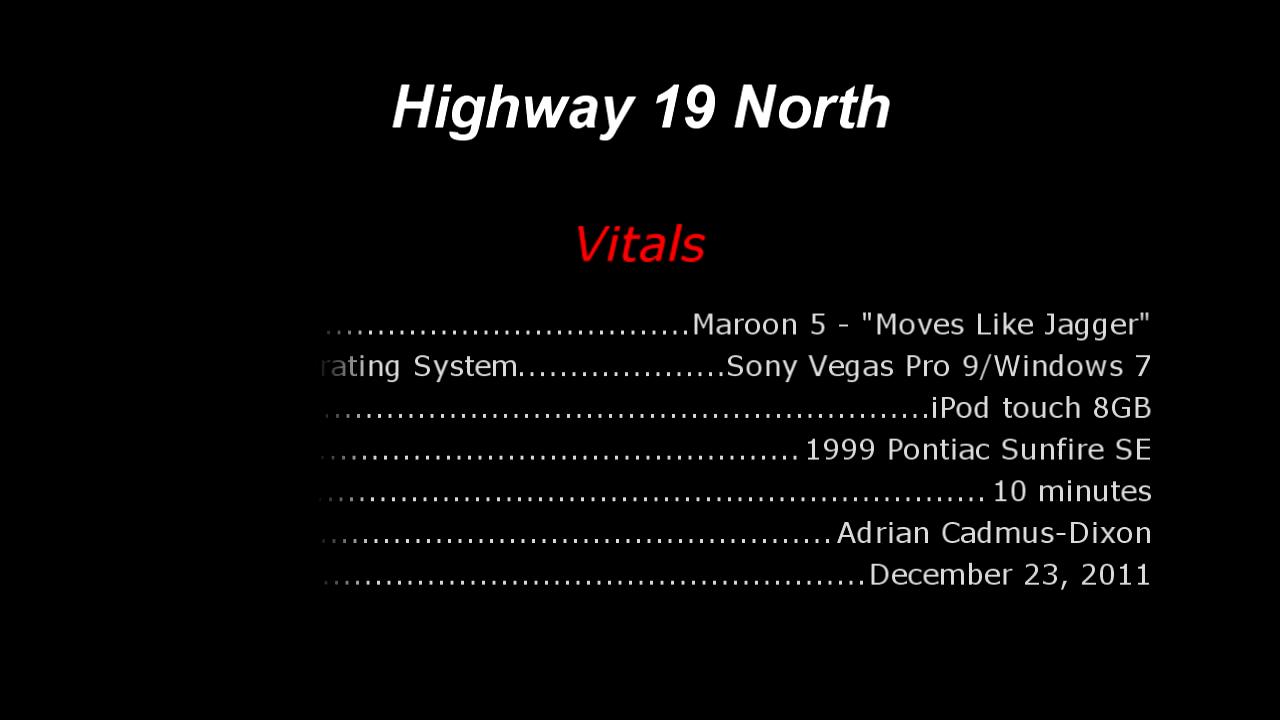 Highway 19 North
Vitals
..................................Maroon 5 - "Moves Like Jagger"
rating System....................Sony Vegas Pro 9/Windows 7
..........................................................iPod touch 8GB
..............................................1999 Pontiac Sunfire SE
................................................................10 minutes
.................................................Adrian Cadmus-Dixon
....................................................December 23, 2011